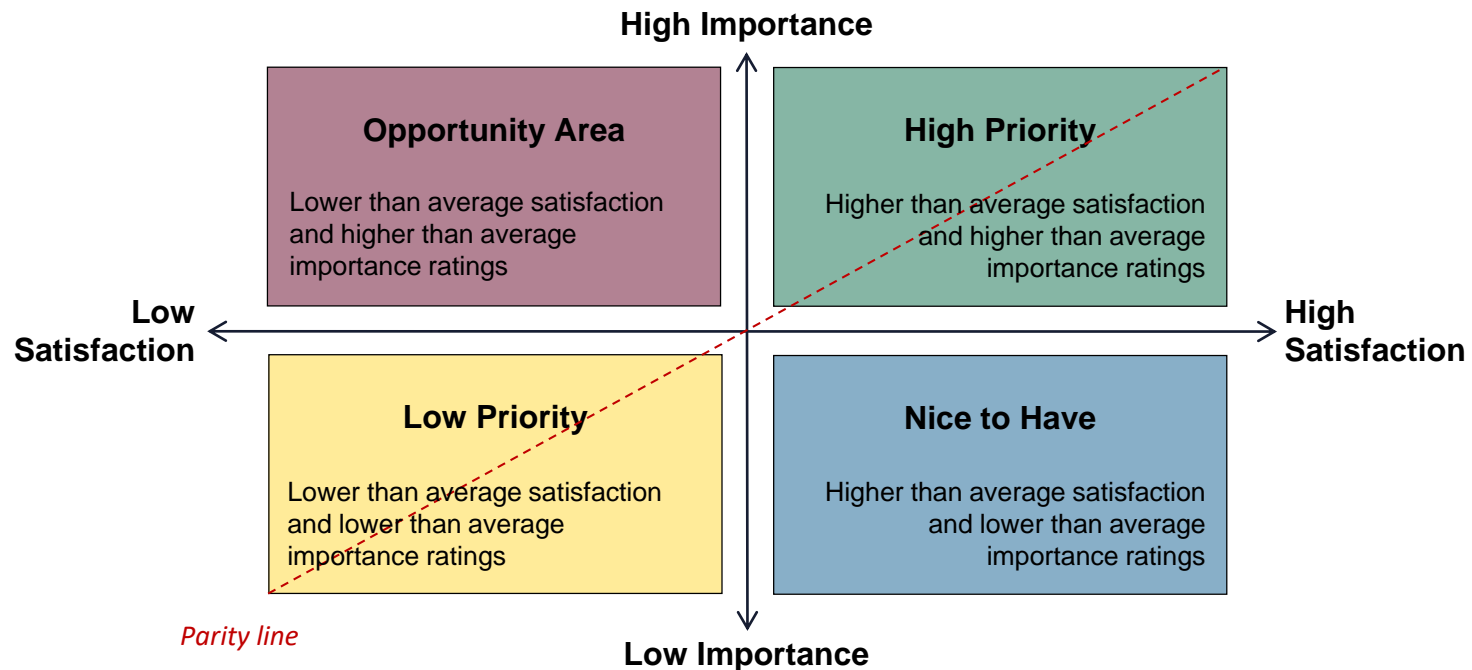 High Importance
Opportunity Area
Lower than average satisfaction
and higher than average
importance ratings
High Priority
Higher than average satisfaction
and higher than average
importance ratings
Low
Satisfaction
High
Satisfaction
Low Priority
Lower than average satisfaction
and lower than average
importance ratings
Nice to Have
Higher than average satisfaction
and lower than average
importance ratings
Parity line
Low Importance